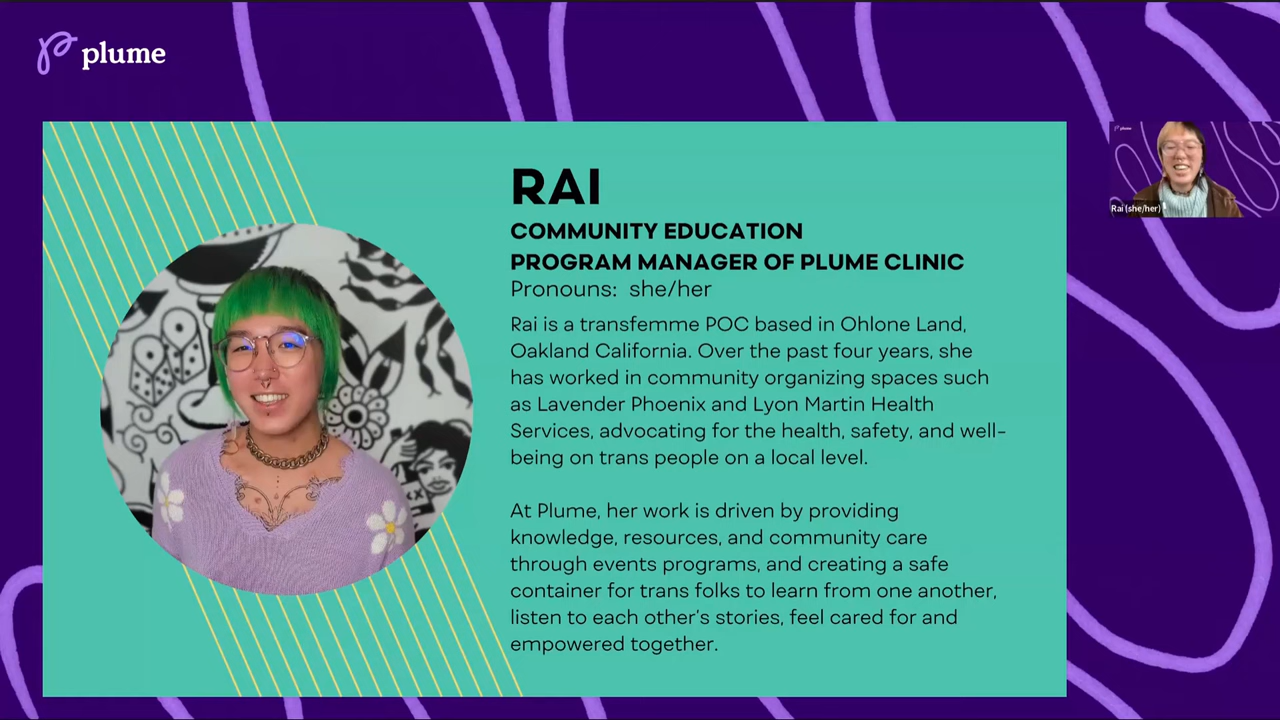 plume
RAI
COMMUNITY EDUCATION
PROGRAM MANAGER OF PLUME CLINIC
Pronouns: she/her
Rai is a transfemme POC based in Ohlone Land,
Oakland California. Over the past four years, she
has worked in community organizing spaces such
as Lavender Phoenix and Lyon Martin Health
Services, advocating for the health, safety, and well-
being on trans people on a local level.
At Plume, her work is driven by providing
knowledge, resources, and community care
through events programs, and creating a safe
container for trans folks to learn from one another,
listen to each other's stories, feel cared for and
empowered together.
plume
Rai (she/her)